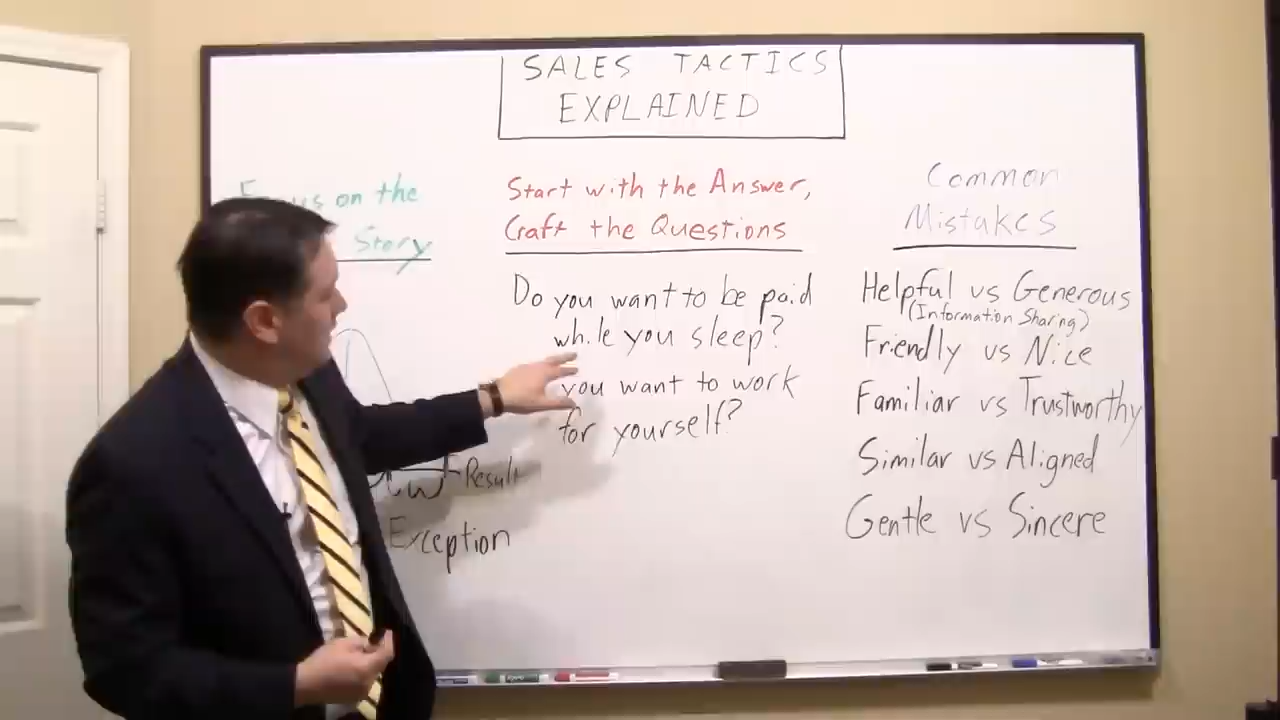 SALES TACTICS
EXPLAINED
on the
Story
Result
Exception
Start with the Answer,
Craft the Questions
Do you want to be paid
while you sleep?
you want to work
for yourself?
Common
Mistakes
Helpful vs Generous
(Information Sharing)
Friendly vs Nice
Familiar vs Trustworthy
Similar vs Aligned
Gentle vs Sincere